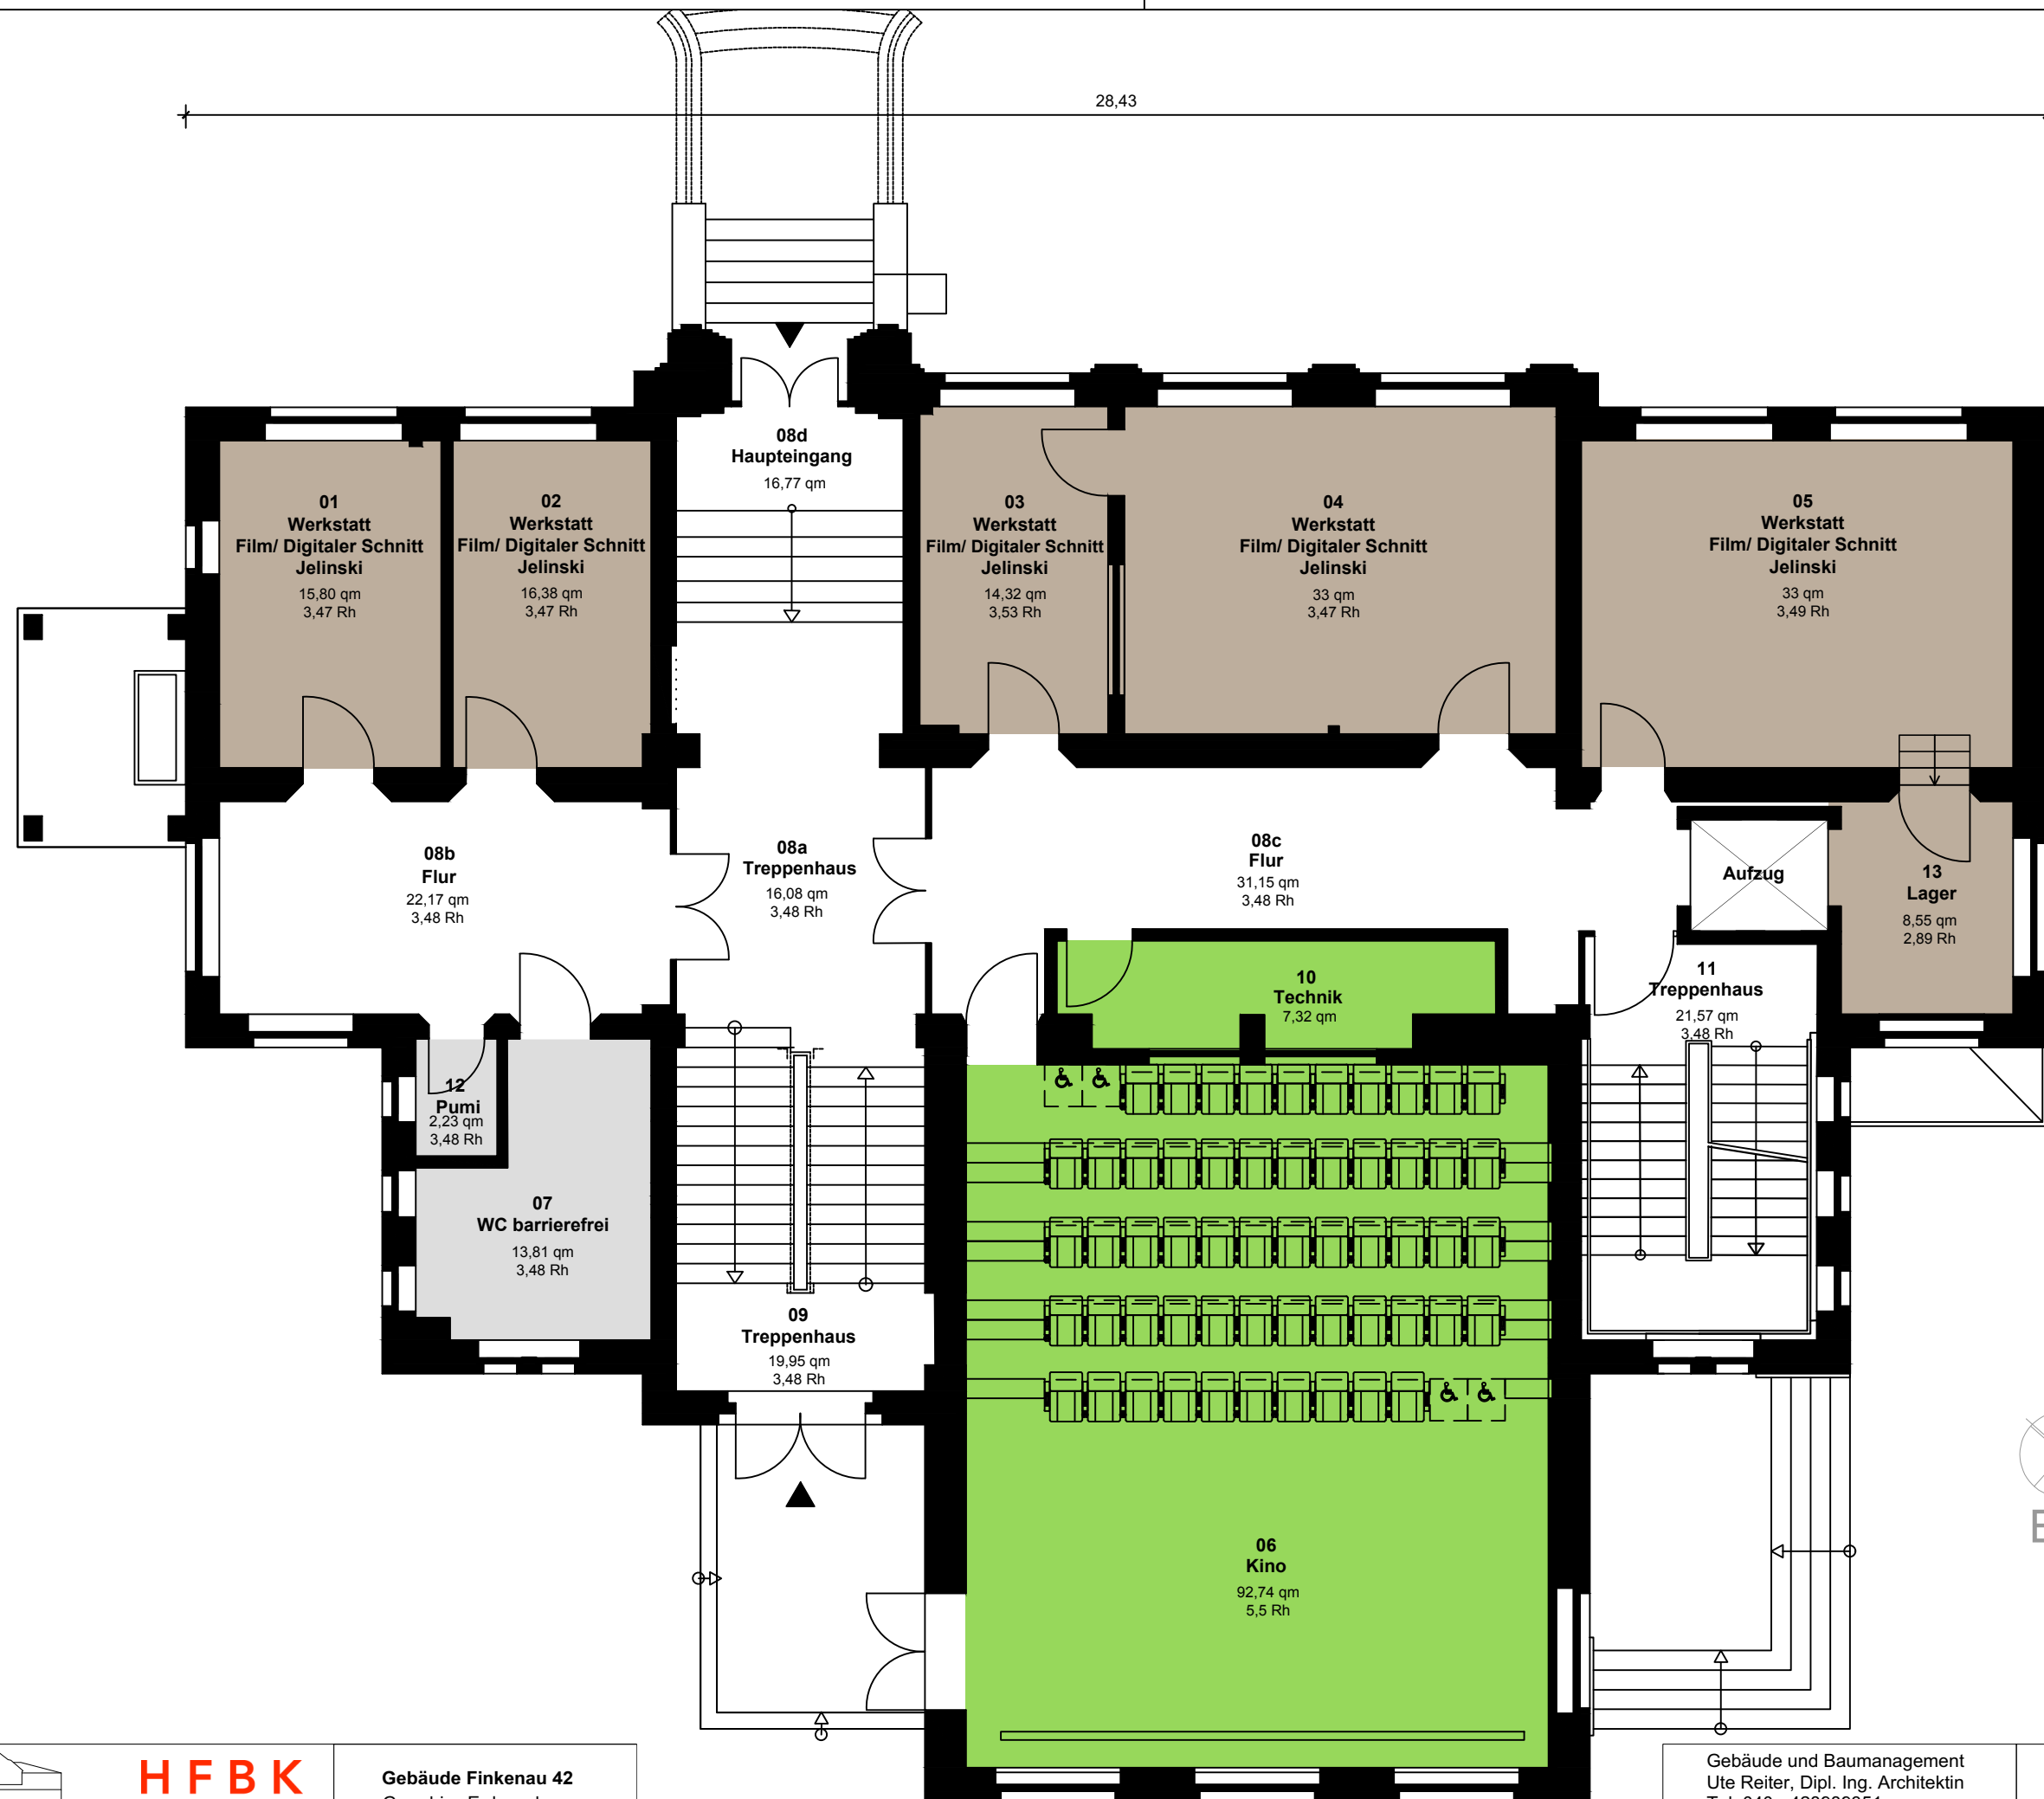 28,43
08d
Haupteingang
16,77 qm
01
Werkstatt
Film/ Digitaler Schnitt
Jelinski
15,80 qm
3,47 Rh
02
Werkstatt
Film/ Digitaler Schnitt
Jelinski
16,38 qm
3,47 Rh
03
Werkstatt
Film/ Digitaler Schnitt
Jelinski
14,32 qm
3,53 Rh
04
Werkstatt
Film/ Digitaler Schnitt
Jelinski
33 qm
3,47 Rh
05
Werkstatt
Film/ Digitaler Schnitt
Jelinski
33 qm
3,49 Rh
08b
Flur
22,17 qm
3,48 Rh
08a
Treppenhaus
16,08 qm
3,48 Rh
08c
Flur
31,15 qm
3,48 Rh
Aufzug
13
Lager
8,55 qm
2,89 Rh
10
Technik
7,32 qm
11
Treppenhaus
21,57 qm
3,48 Rh
12
Pumi
2,23 qm
3,48 Rh
07
WC barrierefrei
13,81 qm
3,48 Rh
09
Treppenhaus
19,95 qm
3,48 Rh
06
Kino
92,74 qm
5,5 Rh
HFBK
Gebäude Finkenau 42
Gebäude und Baumanagement
Ute Reiter, Dipl. Ing. Architektin